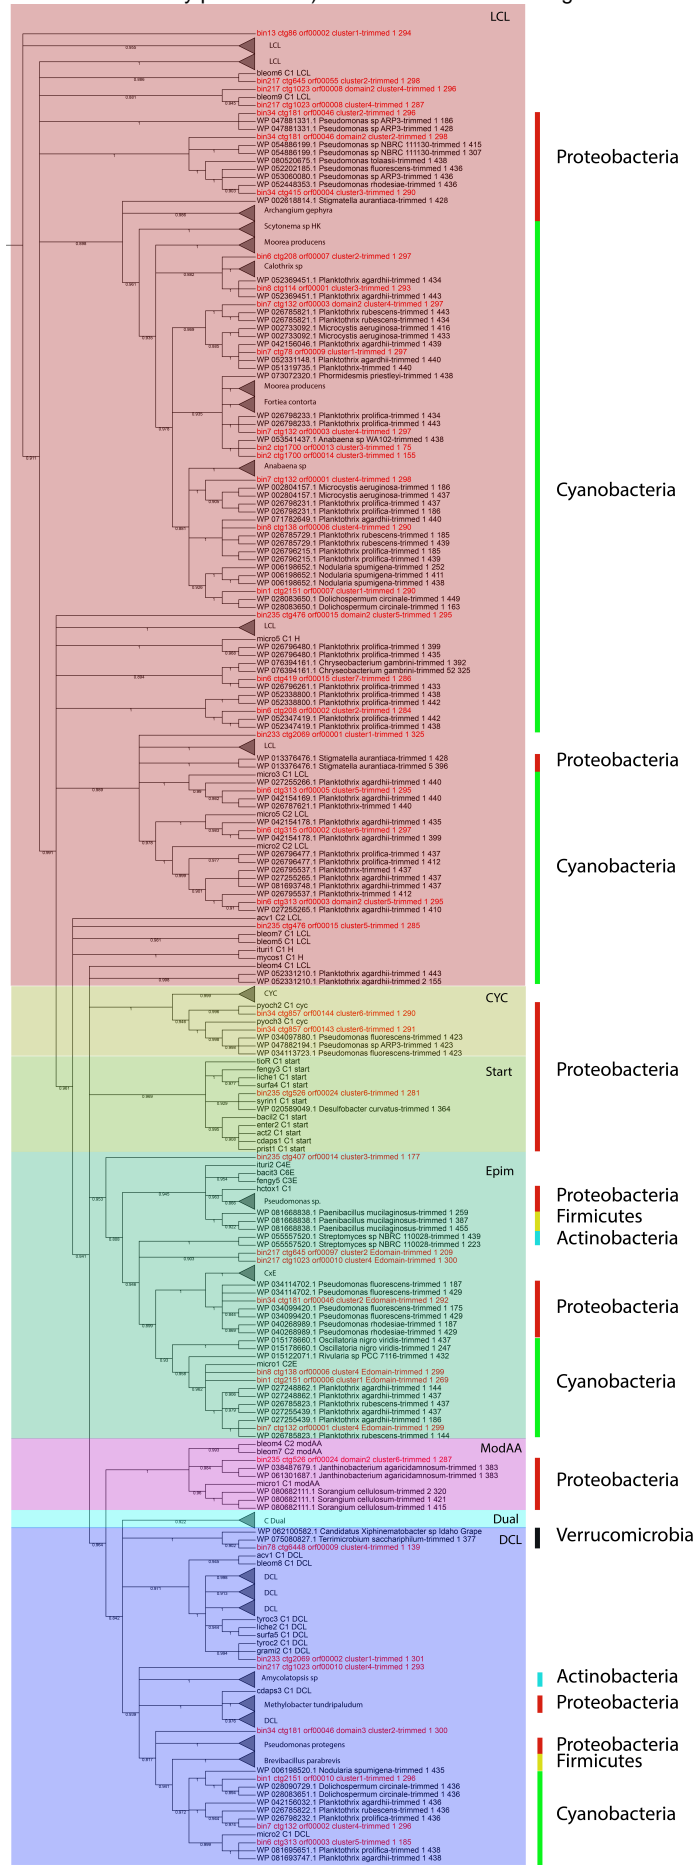 LCL
bin13 ctg86 orf00002 cluster1-trimmed 1 294
LCL
LCL
bleom6 C1 LCL
bin217 ctg645 orf00055 cluster2-trimmed 1 298
bin217 ctg1023 orf00008 domain2 cluster4-trimmed 1 296
bleom9 C1 LCL
bin217 ctg1023 orf00008 cluster4-trimmed 1 287
bin34 ctg181 orf00046 cluster2-trimmed 1 296
WP 047881331.1 Pseudomonas sp ARP3-trimmed 1 186
WP 047881331.1 Pseudomonas sp ARP3-trimmed 1 428
bin34 ctg181 orf00046 domain2 cluster2-trimmed 1 298
WP 054886199.1 Pseudomonas sp NBRC 111130-trimmed 1 415
WP 054886199.1 Pseudomonas sp NBRC 111130-trimmed 1 307
Proteobacteria
WP 080520675.1 Pseudomonas tolaasii-trimmed 1 438
WP 052202185.1 Pseudomonas fluorescens-trimmed 1 436
WP 053060080.1 Pseudomonas sp ARP3-trimmed 1 436
WP 052448353.1 Pseudomonas rhodesiae-trimmed 1 436
bin34 ctg415 orf00004 cluster3-trimmed 1 290
WP 002618814.1 Stigmatella aurantiaca-trimmed 1 428
Archangium gephyra
Scytonema sp HK
Moorea producens
bin6 ctg208 orf00007 cluster2-trimmed 1 297
Calothrix sp
WP 052369451.1 Planktothrix agardhii-trimmed 1 434
bin8 ctg114 orf00001 cluster3-trimmed 1 293
WP 052369451.1 Planktothrix agardhii-trimmed 1 443
bin7 ctg132 orf00003 domain2 cluster4-trimmed 1 297
WP 026785821.1 Planktothrix rubescens-trimmed 1 443
WP 026785821.1 Planktothrix rubescens-trimmed 1 434
WP 002733092.1 Microcystis aeruginosa-trimmed 1 416
WP 002733092.1 Microcystis aeruginosa-trimmed 1 433
WP 042156046.1 Planktothrix agardhii-trimmed 1 439
bin7 ctg78 orf00009 cluster1-trimmed 1 297
WP 052331148.1 Planktothrix agardhii-trimmed 1 440
WP 051319735.1 Planktothrix-trimmed 1 440
WP 073072320.1 Phormidesmis priestleyi-trimmed 1 438
Moorea producens
Fortiea contorta
WP 026798233.1 Planktothrix prolifica-trimmed 1 434
WP 026798233.1 Planktothrix prolifica-trimmed 1 443
bin7 ctg132 orf00003 cluster4-trimmed 1 297
WP 053541437.1 Anabaena sp WA102-trimmed 1 438
bin2 ctg1700 orf00013 cluster3-trimmed 1 75
bin2 ctg1700 orf00014 cluster3-trimmed 1 155
Anabaena sp
bin7 ctg132 orf00001 cluster4-trimmed 1 298
WP 002804157.1 Microcystis aeruginosa-trimmed 1 186
Cyanobacteria
WP 002804157.1 Microcystis aeruginosa-trimmed 1 437
WP 026798231.1 Planktothrix prolifica-trimmed 1 437
WP 026798231.1 Planktothrix prolifica-trimmed 1 186
WP 071782649.1 Planktothrix agardhii-trimmed 1 440
bin8 ctg138 orf00006 cluster4-trimmed 1 290
WP 026785729.1 Planktothrix rubescens-trimmed 1 185
WP 026785729.1 Planktothrix rubescens-trimmed 1 439
WP 026796215.1 Planktothrix prolifica-trimmed 1 185
WP 026796215.1 Planktothrix prolifica-trimmed 1 439
WP 006198652.1 Nodularia spumigena-trimmed 1 252
WP 006198652.1 Nodularia spumigena-trimmed 1 411
WP 006198652.1 Nodularia spumigena-trimmed 1 438
bin1 ctg2151 orf00007 cluster1-trimmed 1 290
WP 028083650.1 Dolichospermum circinale-trimmed 1 449
WP 028083650.1 Dolichospermum circinale-trimmed 1 163
bin235 ctg476 orf00015 domain2 cluster5-trimmed 1 295
LCL
micro5 C1 H
WP 026796480.1 Planktothrix prolifica-trimmed 1 399
WP 026796480.1 Planktothrix prolifica-trimmed 1 435
WP 076394161.1 Chryseobacterium gambrini-trimmed 1 392
WP 076394161.1 Chryseobacterium gambrini-trimmed 52 325
bin6 ctg419 orf00015 cluster7-trimmed 1 286
WP 026796261.1 Planktothrix prolifica-trimmed 1 433
WP 052338800.1 Planktothrix prolifica-trimmed 1 438
WP 052338800.1 Planktothrix prolifica-trimmed 1 442
bin6 ctg208 orf00002 cluster2-trimmed 1 284
WP 052347419.1 Planktothrix prolifica-trimmed 1 442
WP 052347419.1 Planktothrix prolifica-trimmed 1 438
bin233 ctg2069 orf00001 cluster1-trimmed 1 325
LCL
WP 013376476.1 Stigmatella aurantiaca-trimmed 1 428
Proteobacteria
WP 013376476.1 Stigmatella aurantiaca-trimmed 5 396
micro3 C1 LCL
WP 027255266.1 Planktothrix agardhii-trimmed 1 440
bin6 ctg313 orf00005 cluster5-trimmed 1 295
WP 042154169.1 Planktothrix agardhii-trimmed 1 440
WP 026787621.1 Planktothrix-trimmed 1 440
micro5 C2 LCL
WP 042154178.1 Planktothrix agardhii-trimmed 1 435
bin6 ctg315 orf00002 cluster6-trimmed 1 297
WP 042154178.1 Planktothrix agardhii-trimmed 1 399
micro2 C2 LCL
WP 026796477.1 Planktothrix prolifica-trimmed 1 437
WP 026796477.1 Planktothrix prolifica-trimmed 1 412
Cyanobacteria
WP 026795537.1 Planktothrix-trimmed 1 437
WP 027255265.1 Planktothrix agardhii-trimmed 1 437
WP 081693748.1 Planktothrix agardhii-trimmed 1 437
WP 026795537.1 Planktothrix-trimmed 1 412
bin6 ctg313 orf00003 domain2 cluster5-trimmed 1 295
WP 027255265.1 Planktothrix agardhii-trimmed 1 410
acv1 C2 LCL
bin235 ctg476 orf00015 cluster5-trimmed 1 285
bleom7 C1 LCL
bleom5 C1 LCL
ituri1 C1 H
mycos1 C1 H
bleom4 C1 LCL
WP 052331210.1 Planktothrix agardhii-trimmed 1 443
WP 052331210.1 Planktothrix agardhii-trimmed 2 155
CYC
CYC
pyoch2 C1 cyc
bin34 ctg857 orf00144 cluster6-trimmed 1 290
pyoch3 C1 cyc
bin34 ctg857 orf00143 cluster6-trimmed 1 291
WP 034097880.1 Pseudomonas fluorescens-trimmed 1 423
WP 047882194.1 Pseudomonas sp ARP3-trimmed 1 423
WP 034113723.1 Pseudomonas fluorescens-trimmed 1 423
tioR C1 start
Proteobacteria
fengy3 C1 start
Start
liche1 C1 start
surfa4 C1 start
bin235 ctg526 orf00024 cluster6-trimmed 1 281
syrin1 C1 start
WP 020589049.1 Desulfobacter curvatus-trimmed 1 364
bacil2 C1 start
enter2 C1 start
act2 C1 start
cdaps1 C1 start
prist1 C1 start
bin235 ctg407 orf00014 cluster3-trimmed 1 177
ituri2 C4E
Epim
bacit3 C6E
fengy5 C3E
hctox1 C1
Proteobacteria
Pseudomonas sp.
WP 081668838.1 Paenibacillus mucilaginosus-trimmed 1 259
Firmicutes
WP 081668838.1 Paenibacillus mucilaginosus-trimmed 1 387
WP 081668838.1 Paenibacillus mucilaginosus-trimmed 1 455
WP 055557520.1 Streptomyces sp NBRC 110028-trimmed 1 439
Actinobacteria
WP 055557520.1 Streptomyces sp NBRC 110028-trimmed 1 223
bin217 ctg645 orf00097 cluster2 Edomain-trimmed 1 209
bin217 ctg1023 orf00010 cluster4 Edomain-trimmed 1 300
CxE
WP 034114702.1 Pseudomonas fluorescens-trimmed 1 187
WP 034114702.1 Pseudomonas fluorescens-trimmed 1 429
bin34 ctg181 orf00046 cluster2 Edomain-trimmed 1 292
Proteobacteria
WP 034099420.1 Pseudomonas fluorescens-trimmed 1 175
WP 034099420.1 Pseudomonas fluorescens-trimmed 1 429
WP 040268989.1 Pseudomonas rhodesiae-trimmed 1 187
WP 040268989.1 Pseudomonas rhodesiae-trimmed 1 429
WP 015178660.1 Oscillatoria nigro viridis-trimmed 1 437
WP 015178660.1 Oscillatoria nigro viridis-trimmed 1 247
WP 015122071.1 Rivularia sp PCC 7116-trimmed 1 432
micro1 C2E
bin8 ctg138 orf00006 cluster4 Edomain-trimmed 1 299
bin1 ctg2151 orf00006 cluster1 Edomain-trimmed 1 269
Cyanobacteria
WP 027248862.1 Planktothrix agardhii-trimmed 1 144
WP 027248862.1 Planktothrix agardhii-trimmed 1 437
WP 026785823.1 Planktothrix rubescens-trimmed 1 437
WP 027255439.1 Planktothrix agardhii-trimmed 1 437
WP 027255439.1 Planktothrix agardhii-trimmed 1 186
bin7 ctg132 orf00001 cluster4 Edomain-trimmed 1 299
WP 026785823.1 Planktothrix rubescens-trimmed 1 144
bleom4 C2 modAA
ModAA
bleom7 C2 modAA
bin235 ctg526 orf00024 domain2 cluster6-trimmed 1 287
WP 038487679.1 Janthinobacterium agaricidamnosum-trimmed 1 383
WP 061301687.1 Janthinobacterium agaricidamnosum-trimmed 1 383
Proteobacteria
micro1 C1 modAA
WP 080682111.1 Sorangium cellulosum-trimmed 2 320
WP 080682111.1 Sorangium cellulosum-trimmed 1 421
WP 080682111.1 Sorangium cellulosum-trimmed 1 415
C Dual
Dual
WP 062100582.1 Candidatus Xiphinematobacter sp Idaho Grape
WP 075080827.1 Terrimicrobium sacchariphilum-trimmed 1 377
DCL
Verrucomicrobia
bin78 ctg6448 orf00009 cluster4-trimmed 1 139
acv1 C1 DCL
bleom8 C1 DCL
DCL
DCL
DCL
tyroc3 C1 DCL
liche2 C1 DCL
surfa5 C1 DCL
tyroc2 C1 DCL
grami2 C1 DCL
bin233 ctg2069 orf00002 cluster1-trimmed 1 301
bin217 ctg1023 orf00010 cluster4-trimmed 1 293
Amycolatopsis sp
Actinobacteria
cdaps3 C1 DCL
Methylobacter tundripaludum
Proteobacteria
DCL
bin34 ctg181 orf00046 domain3 cluster2-trimmed 1 300
Pseudomonas protegens
Proteobacteria
Brevibacillus parabrevis
Firmicutes
WP 006198520.1 Nodularia spumigena-trimmed 1 435
bin1 ctg2151 orf00010 cluster1-trimmed 1 296
WP 028090729.1 Dolichospermum circinale-trimmed 1 436
WP 028083651.1 Dolichospermum circinale-trimmed 1 436
WP 042156032.1 Planktothrix agardhii-trimmed 1 436
WP 026785822.1 Planktothrix rubescens-trimmed 1 436
Cyanobacteria
WP 026798232.1 Planktothrix prolifica-trimmed 1 436
bin7 ctg132 orf00002 cluster4-trimmed 1 296
micro2 C1 DCL
bin6 ctg313 orf00003 cluster5-trimmed 1 185
WP 081695651.1 Planktothrix prolifica-trimmed 1 438
WP 081693747.1 Planktothrix agardhii-trimmed 1 438